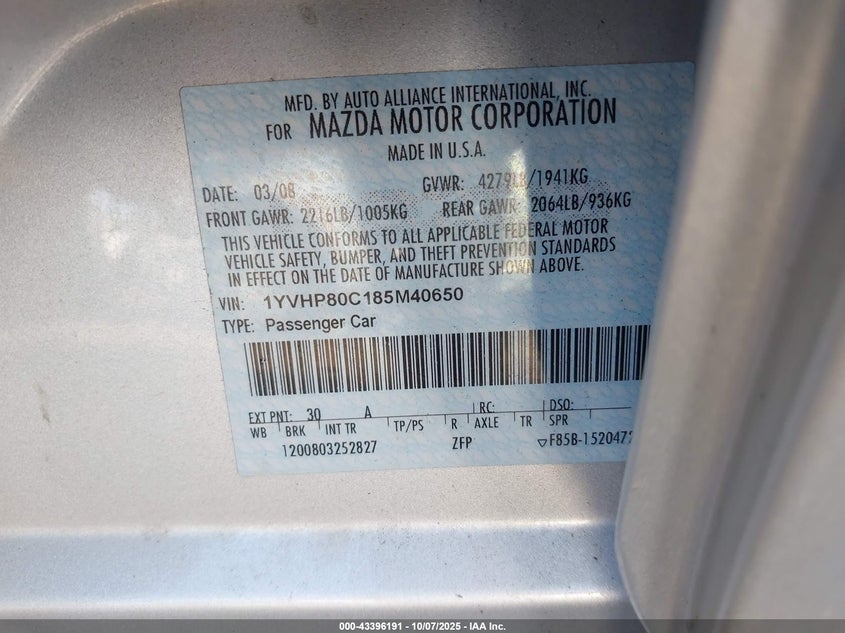 MFD. BY AUTO ALLIANCE INTERNATIONAL, INC.
FOR MAZDA MOTOR CORPORATION
MADE IN U.S.A.
DATE: 03/08 GVWR: 4279LB/1941KG
FRONT GAWR: 2216LB/1005KG REAR GAWR: 2064LB/936KG
THIS VEHICLE CONFORMS TO ALL APPLICABLE FEDERAL MOTOR
VEHICLE SAFETY, BUMPER, AND THEFT PREVENTION STANDARDS
IN EFFECT ON THE DATE OF MANUFACTURE SHOWN ABOVE.
VIN: 1YVHP80C185M40650
TYPE: Passenger Car
EXT PNT: 30 A RC: DSO:
WB BRK INT TR TP/PS R AXLE TR SPR
1200803252827 ZFP ▽F85B-1520472
000-43396191 - 10/07/2025 - IAA Inc.